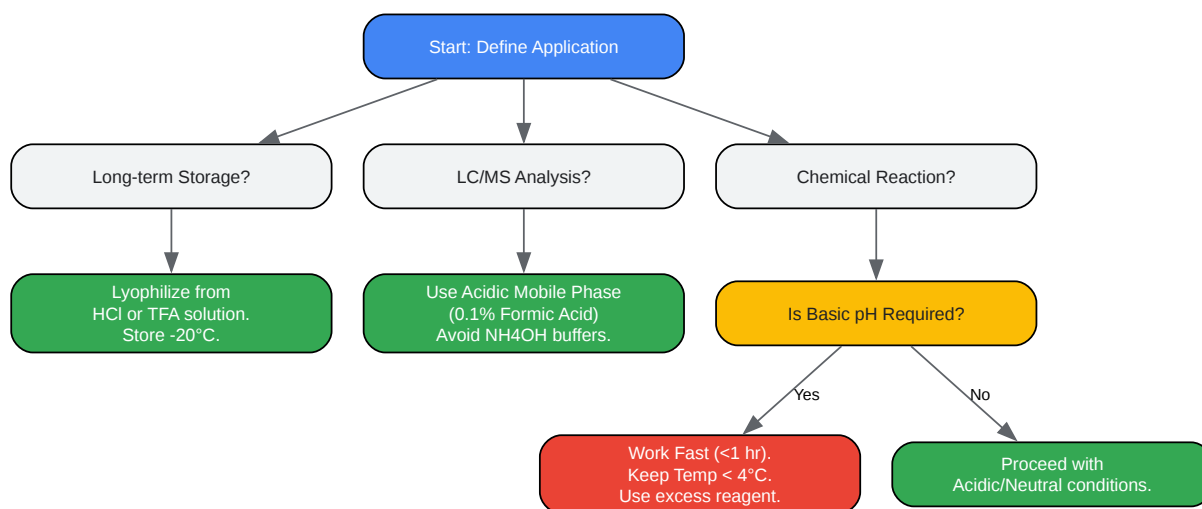 Start: Define Application
Long-term Storage?
LC/MS Analysis?
Chemical Reaction?
Lyophilize from
HCl or TFA solution.
Store -20°C.
Use Acidic Mobile Phase
(0.1% Formic Acid)
Avoid NH4OH buffers.
Is Basic pH Required?
Yes
No
Work Fast (<1 hr).
Keep Temp < 4°C.
Use excess reagent.
Proceed with
Acidic/Neutral conditions.